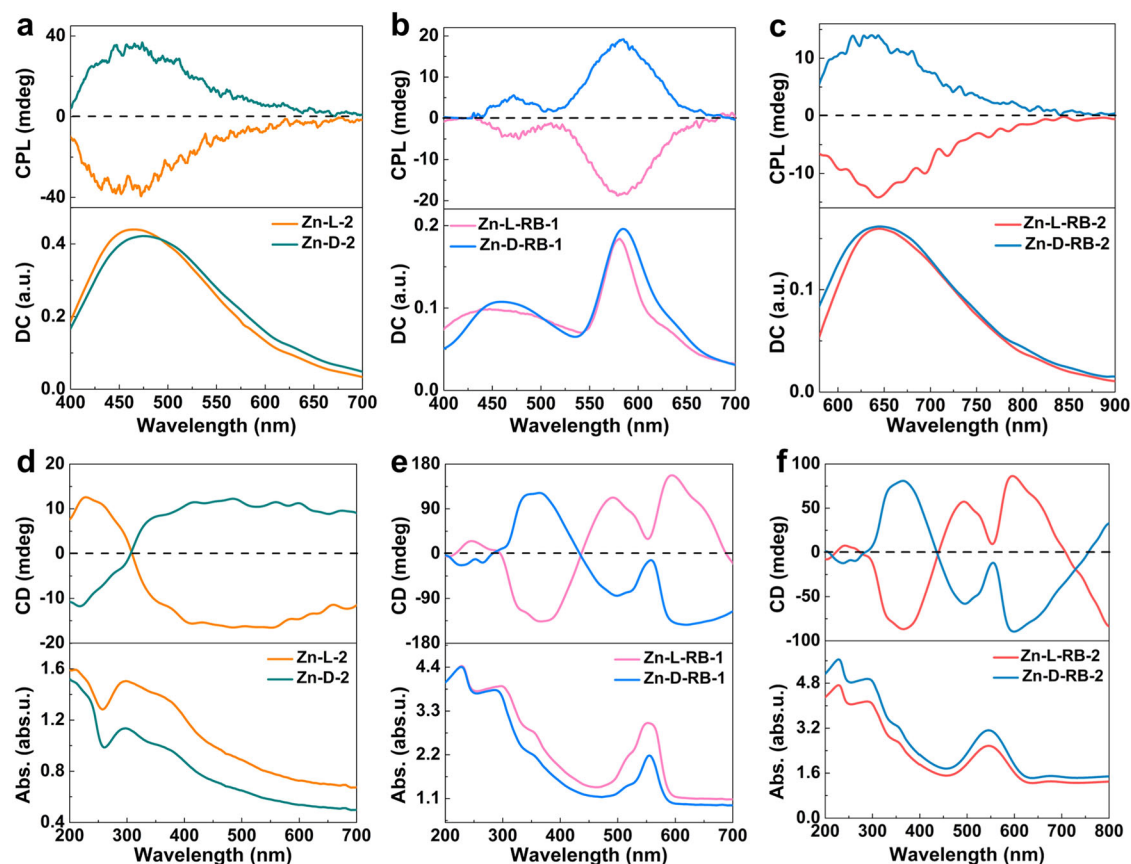 a
CPL (mdeg)
40
0
-40
DC (a.u.)
0.4
0.2
0.0
Zn-L-2
Zn-D-2
400 450 500 550 600 650 700
Wavelength (nm)
b
CPL (mdeg)
20
10
0
-10
-20
DC (a.u.)
0.2
0.1
0.0
Zn-L-RB-1
Zn-D-RB-1
400 450 500 550 600 650 700
Wavelength (nm)
c
CPL (mdeg)
10
0
-10
DC (a.u.)
0.1
0.0
Zn-L-RB-2
Zn-D-RB-2
600 650 700 750 800 850 900
Wavelength (nm)
d
CD (mdeg)
20
10
0
-10
-20
Abs. (abs.u.)
1.6
1.2
0.8
0.4
Zn-L-2
Zn-D-2
200 300 400 500 600 700
Wavelength (nm)
e
CD (mdeg)
180
90
0
-90
-180
Abs. (abs.u.)
4.4
3.3
2.2
1.1
Zn-L-RB-1
Zn-D-RB-1
200 300 400 500 600 700
Wavelength (nm)
f
CD (mdeg)
100
50
0
-50
-100
Abs. (abs.u.)
4.8
3.2
1.6
0.0
Zn-L-RB-2
Zn-D-RB-2
200 300 400 500 600 700 800
Wavelength (nm)